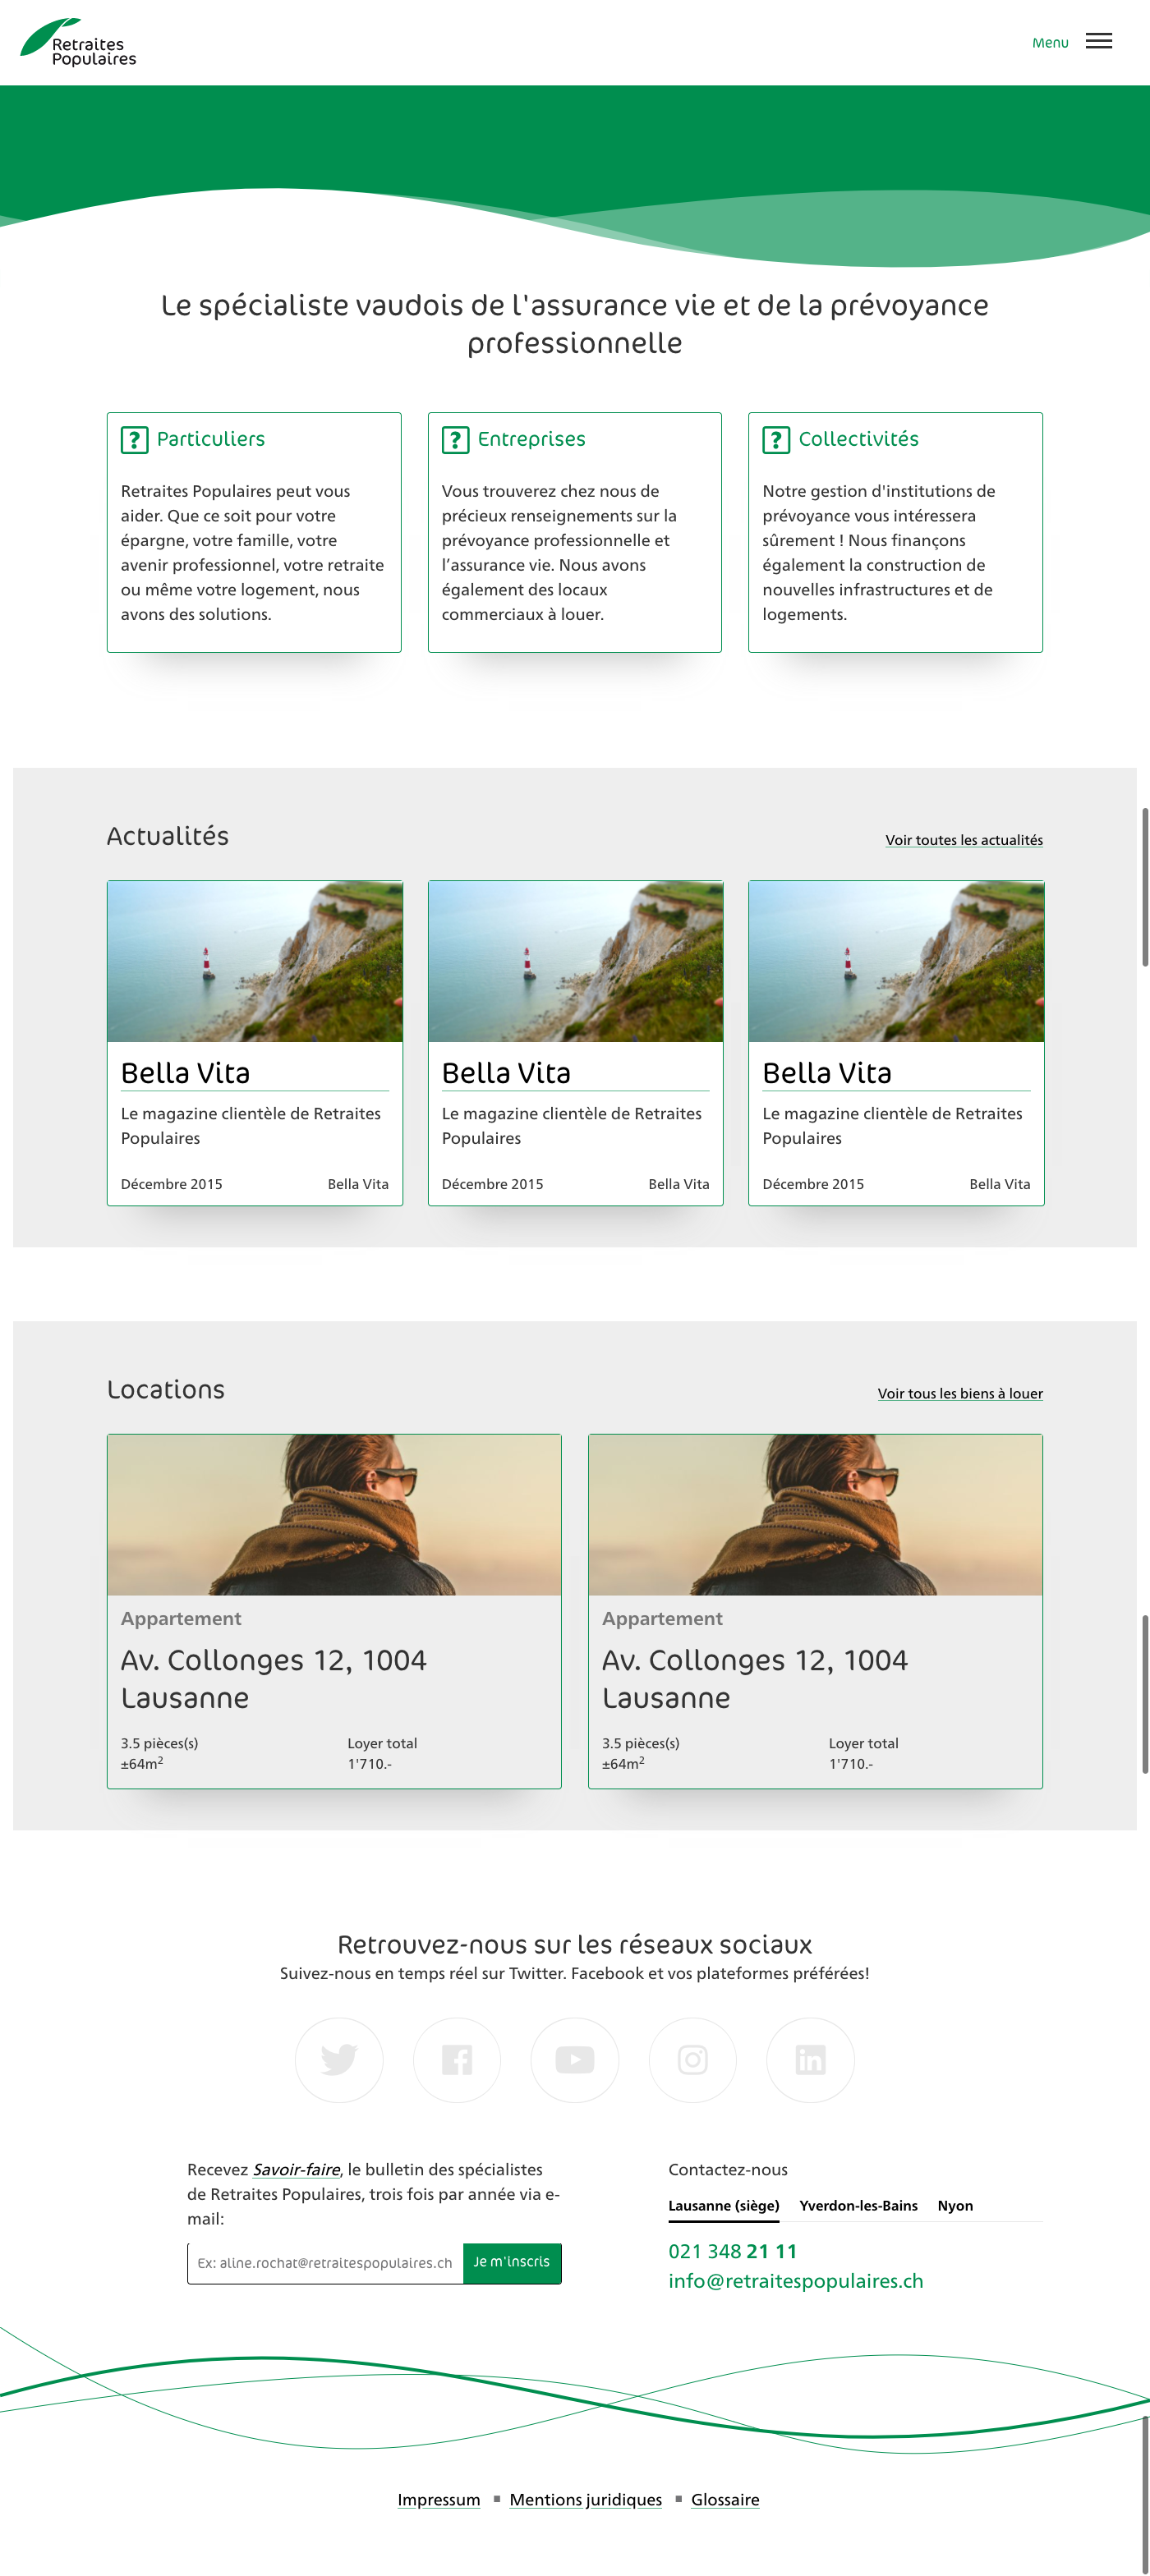 Retraites
Populaires
Menu
Le spécialiste vaudois de l'assurance vie et de la prévoyance
professionnelle
Particuliers
Retraites Populaires peut vous
aider. Que ce soit pour votre
épargne, votre famille, votre
avenir professionnel, votre retraite
ou même votre logement, nous
avons des solutions.
Entreprises
Vous trouverez chez nous de
précieux renseignements sur la
prévoyance professionnelle et
l’assurance vie. Nous avons
également des locaux
commerciaux à louer.
Collectivités
Notre gestion d'institutions de
prévoyance vous intéressera
sûrement ! Nous finançons
également la construction de
nouvelles infrastructures et de
logements.
Actualités
Voir toutes les actualités
Bella Vita
Le magazine clientèle de Retraites
Populaires
Décembre 2015 Bella Vita
Bella Vita
Le magazine clientèle de Retraites
Populaires
Décembre 2015 Bella Vita
Bella Vita
Le magazine clientèle de Retraites
Populaires
Décembre 2015 Bella Vita
Locations
Voir tous les biens à louer
Appartement
Av. Collonges 12, 1004
Lausanne
3.5 pièces(s) Loyer total
±64m² 1'710.-
Appartement
Av. Collonges 12, 1004
Lausanne
3.5 pièces(s) Loyer total
±64m² 1'710.-
Retrouvez-nous sur les réseaux sociaux
Suivez-nous en temps réel sur Twitter. Facebook et vos plateformes préférées!
Recevez Savoir-faire, le bulletin des spécialistes
de Retraites Populaires, trois fois par année via e-
mail:
Ex: aline.rochat@retraitespopulaires.ch Je m'inscris
Contactez-nous
Lausanne (siège) Yverdon-les-Bains Nyon
021 348 21 11
info@retraitespopulaires.ch
Impressum ▪ Mentions juridiques ▪ Glossaire